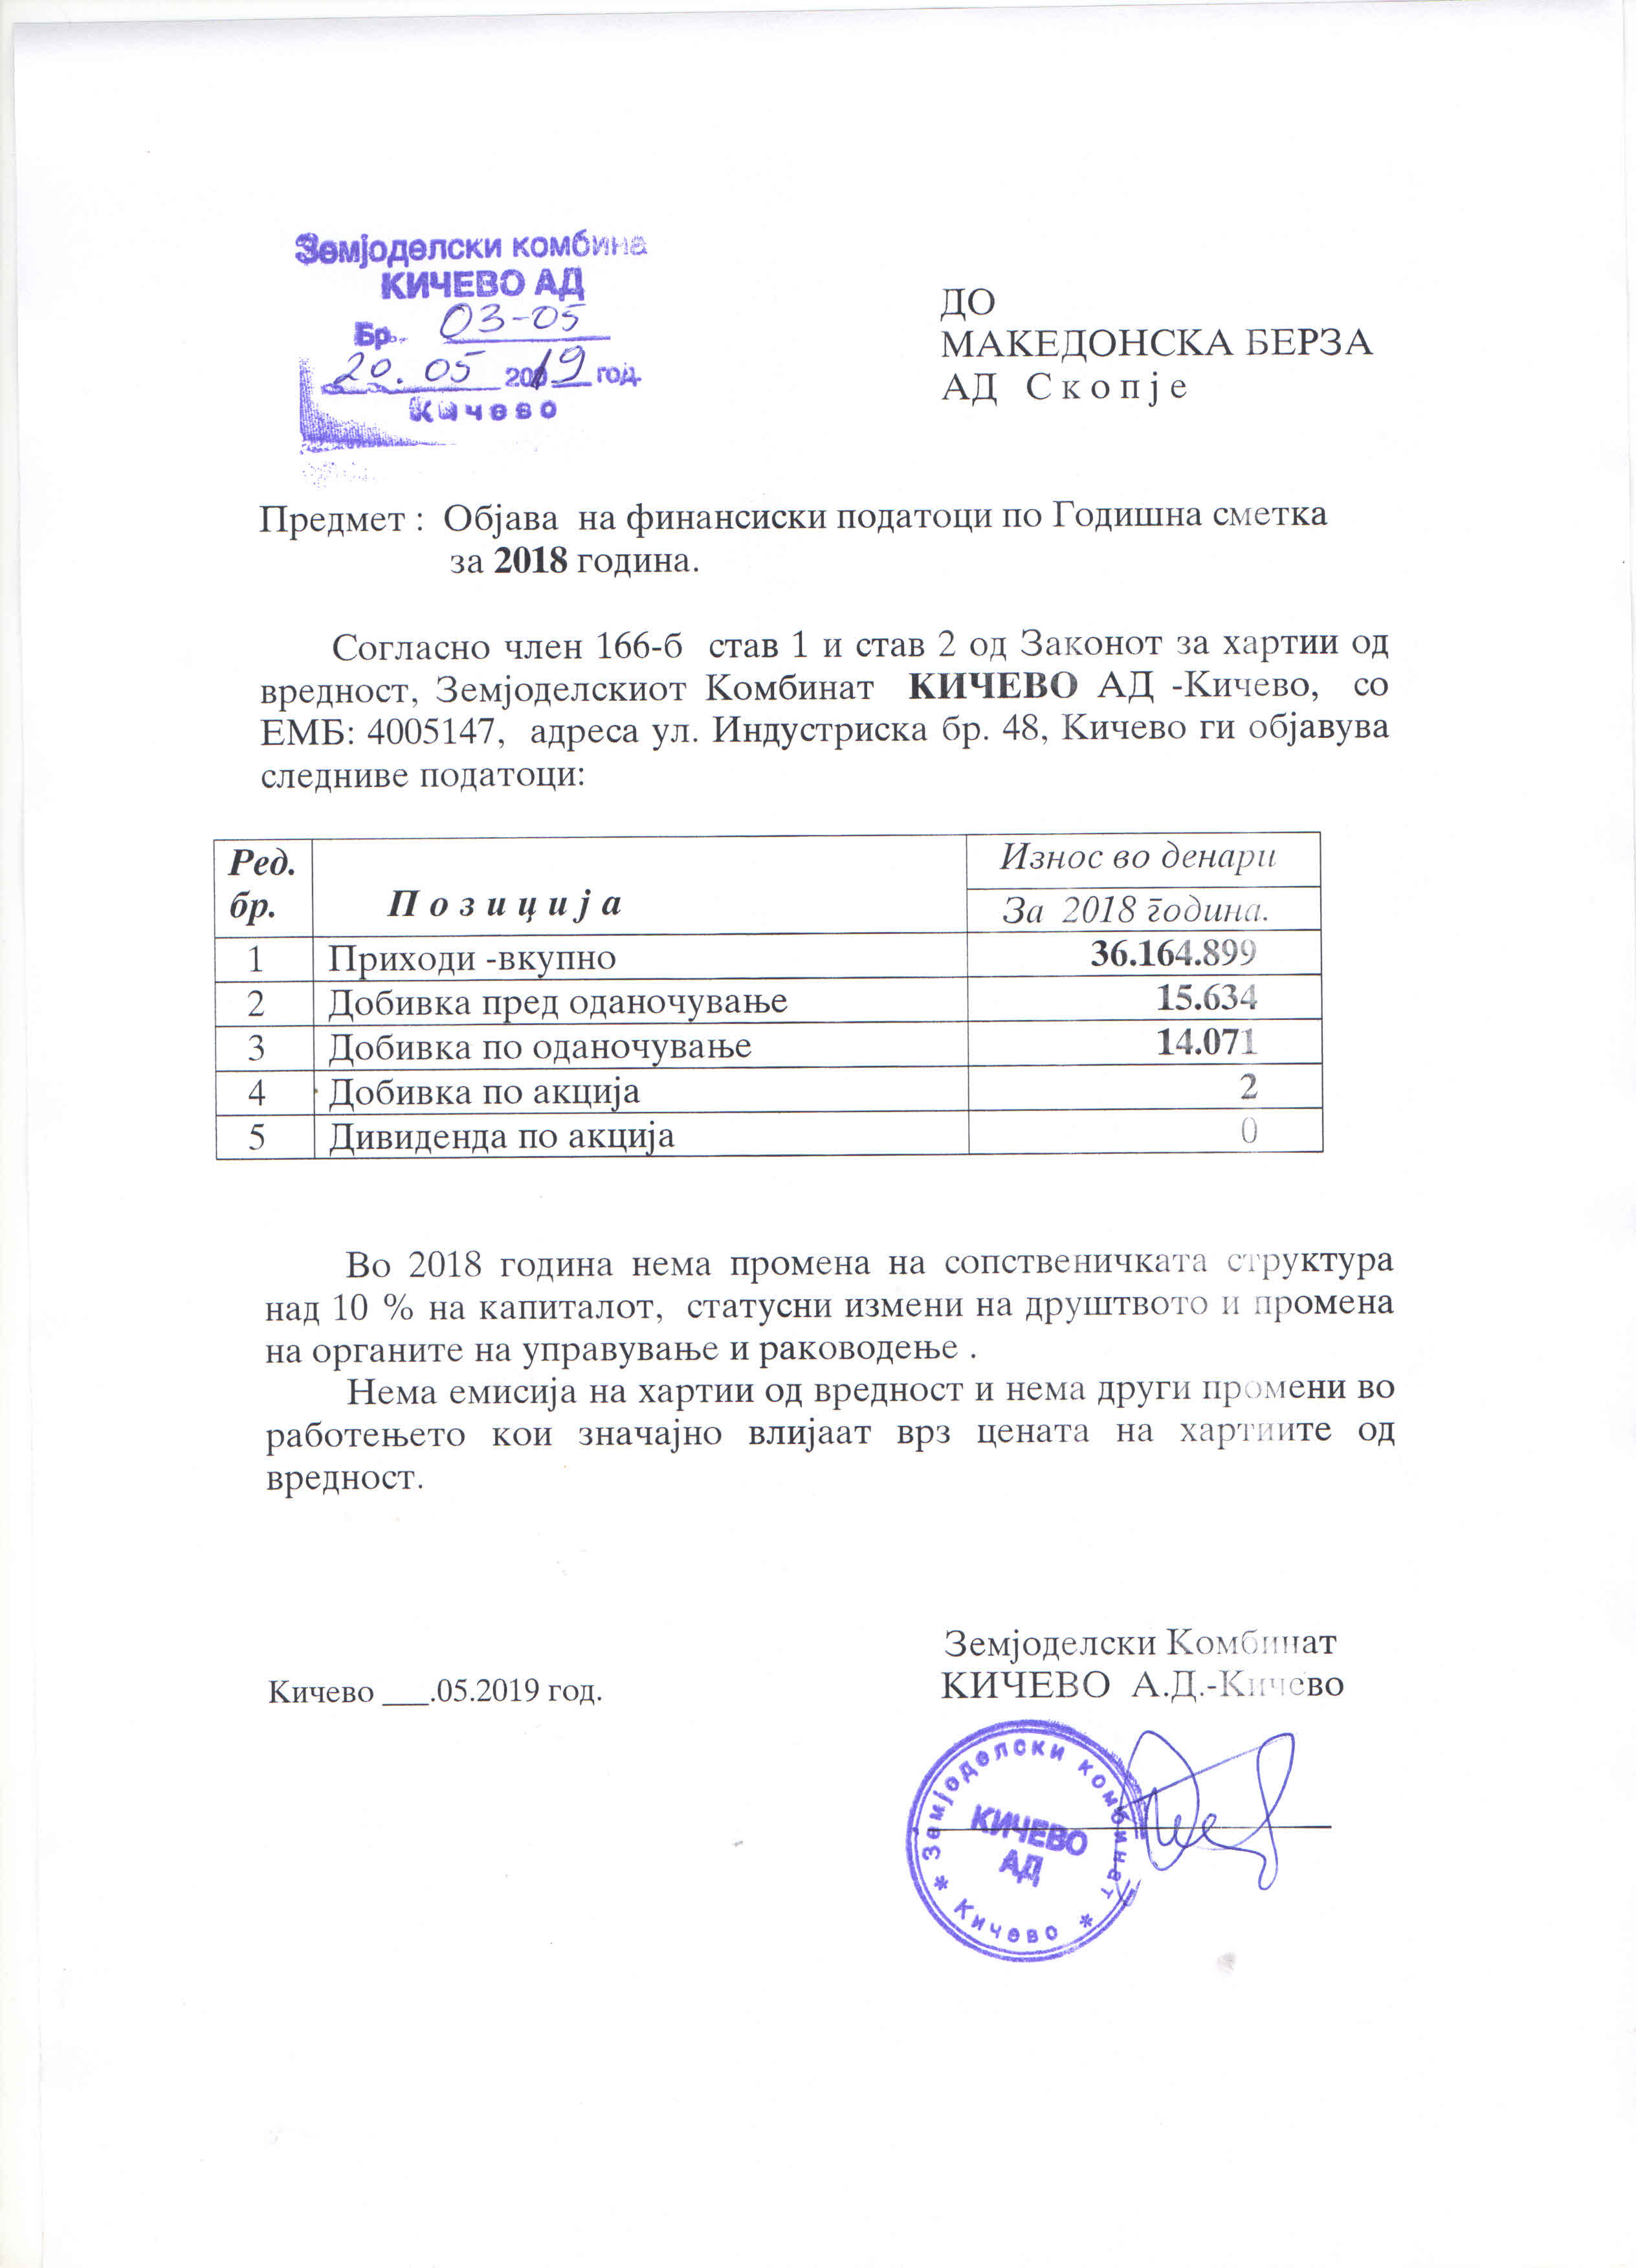 Земјоделски комбина
КИЧЕВО АД
Бр. 03-05
20.05 2019 год.
Кичево
ДО
МАКЕДОНСКА БЕРЗА
АД Скопје
Предмет : Објава на финансиски податоци по Годишна сметка
за 2018 година.
Согласно член 166-б став 1 и став 2 од Законот за хартии од
вредност, Земјоделскиот Комбинат КИЧЕВО АД -Кичево, со
ЕМБ: 4005147, адреса ул. Индустриска бр. 48, Кичево ги објавува
следниве податоци:
Ред. бр. Позиција Износ во денари
За 2018 година.
1 Приходи -вкупно 36.164.899
2 Добивка пред оданочување 15.634
3 Добивка по оданочување 14.071
4 Добивка по акција 2
5 Дивиденда по акција 0
Во 2018 година нема промена на сопственичката структура
над 10 % на капиталот, статусни измени на друштвото и промена
на органите на управување и раководење .
Нема емисија на хартии од вредност и нема други промени во
работењето кои значајно влијаат врз цената на хартиите од
вредност.
Земјоделски Комбинат
КИЧЕВО А.Д.-Кичево
Кичево ___.05.2019 год.
* Земјоделски комбинат *
КИЧЕВО
АД
Кичево